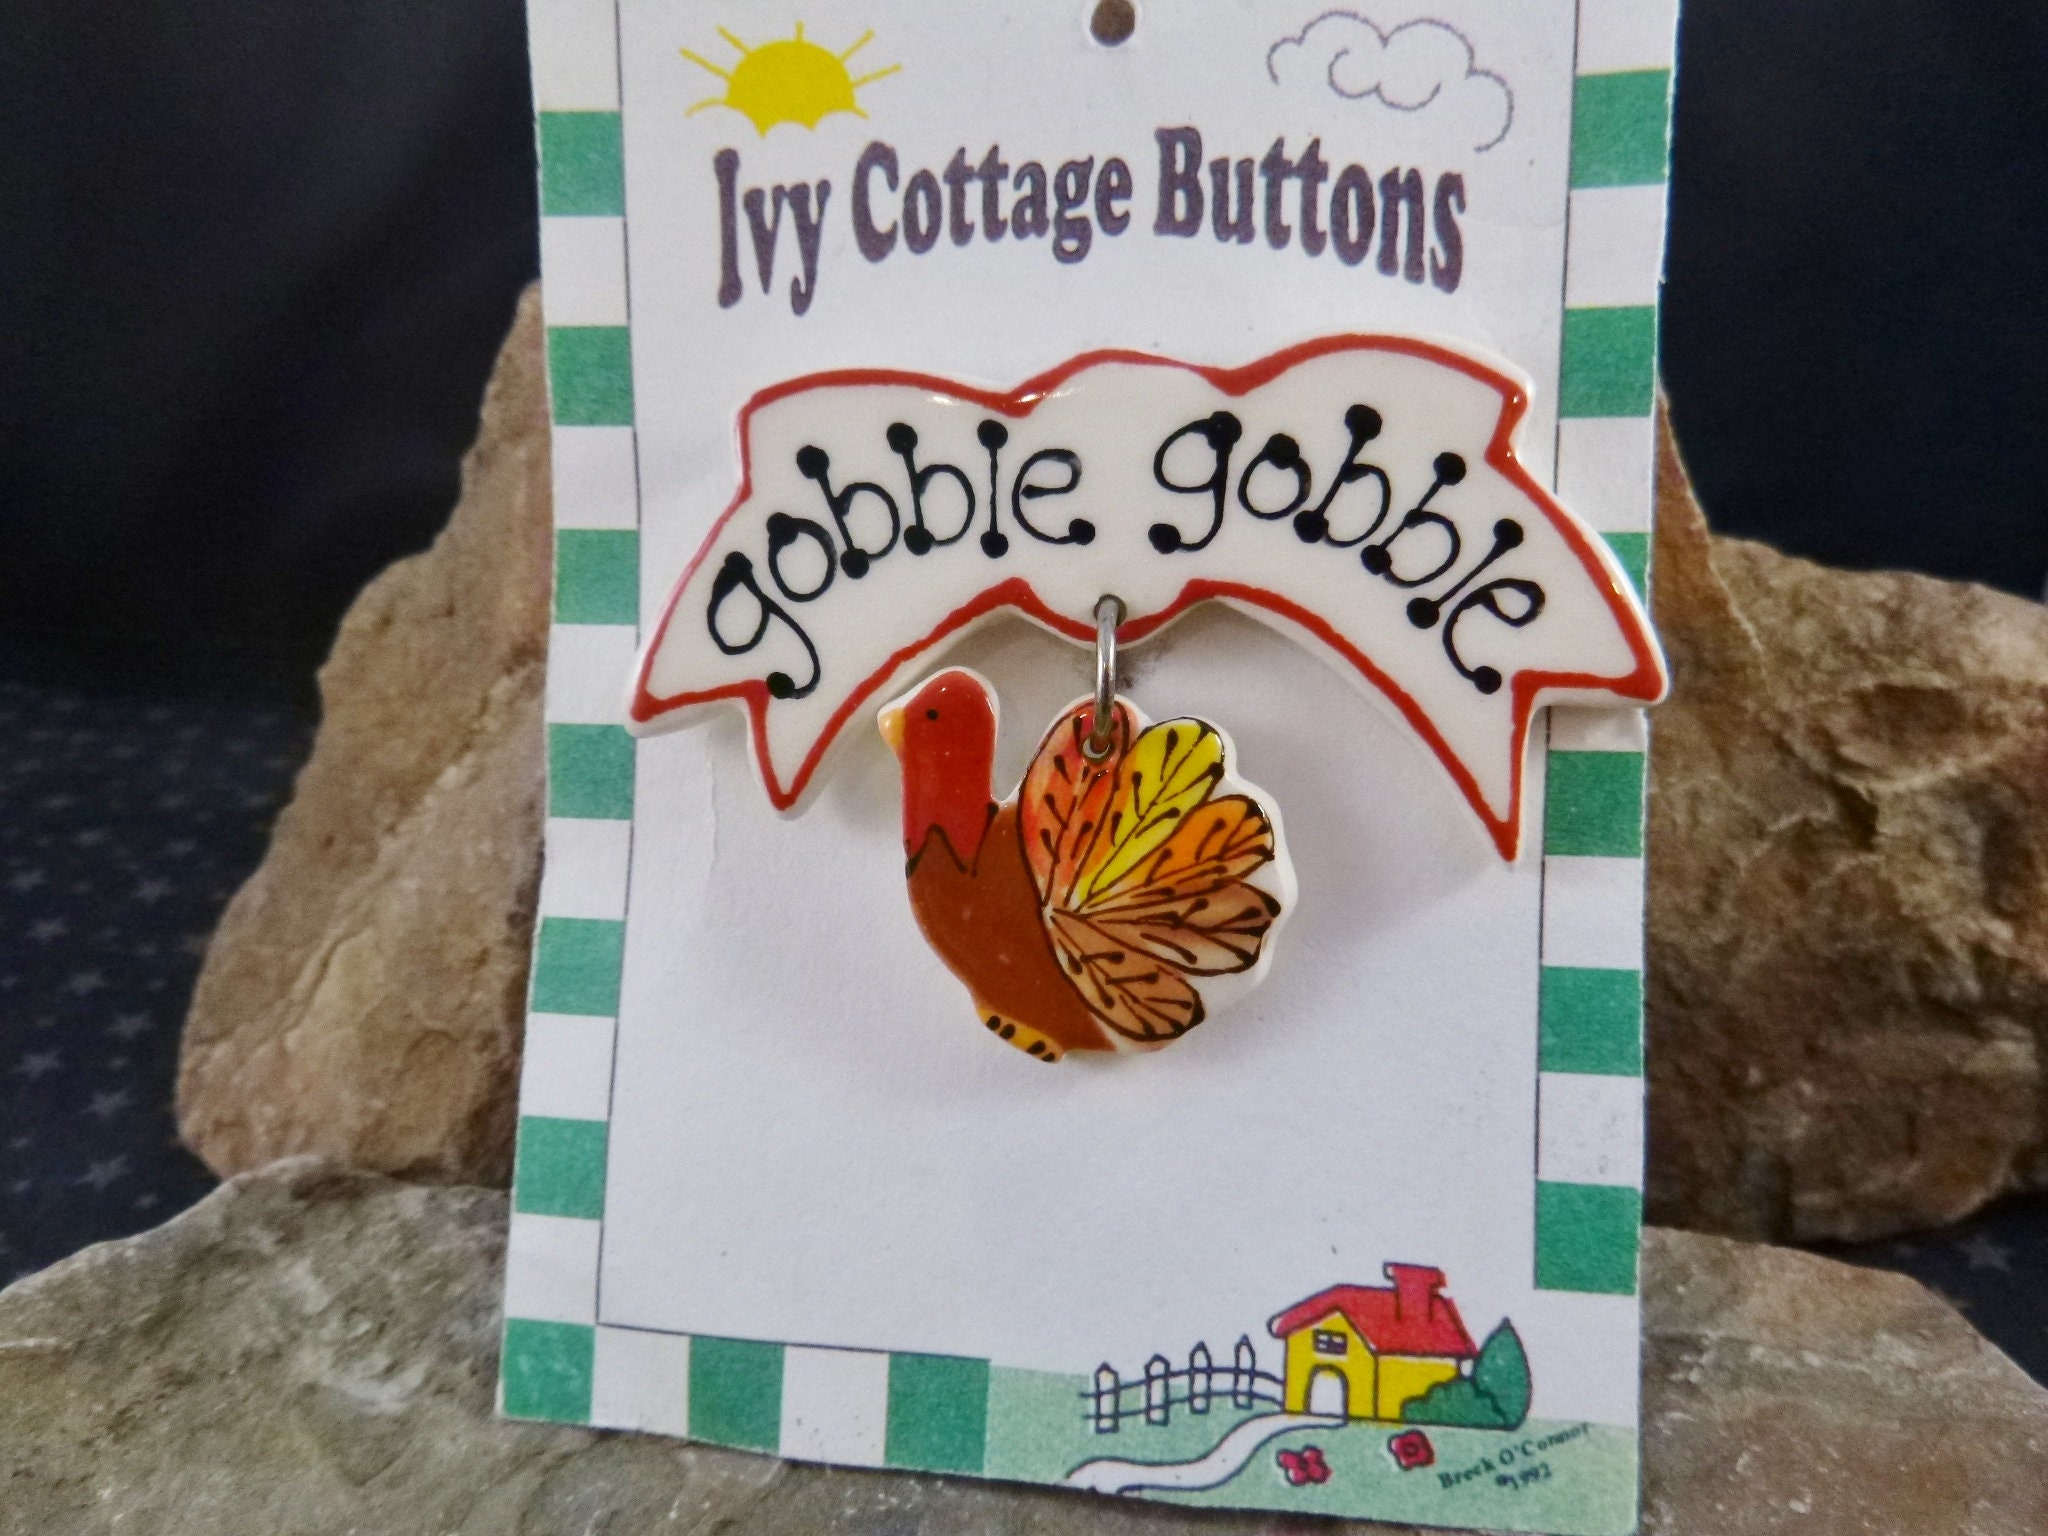 Ivy Cottage Buttons
gobble gobble
Breck O'Connor
©1992